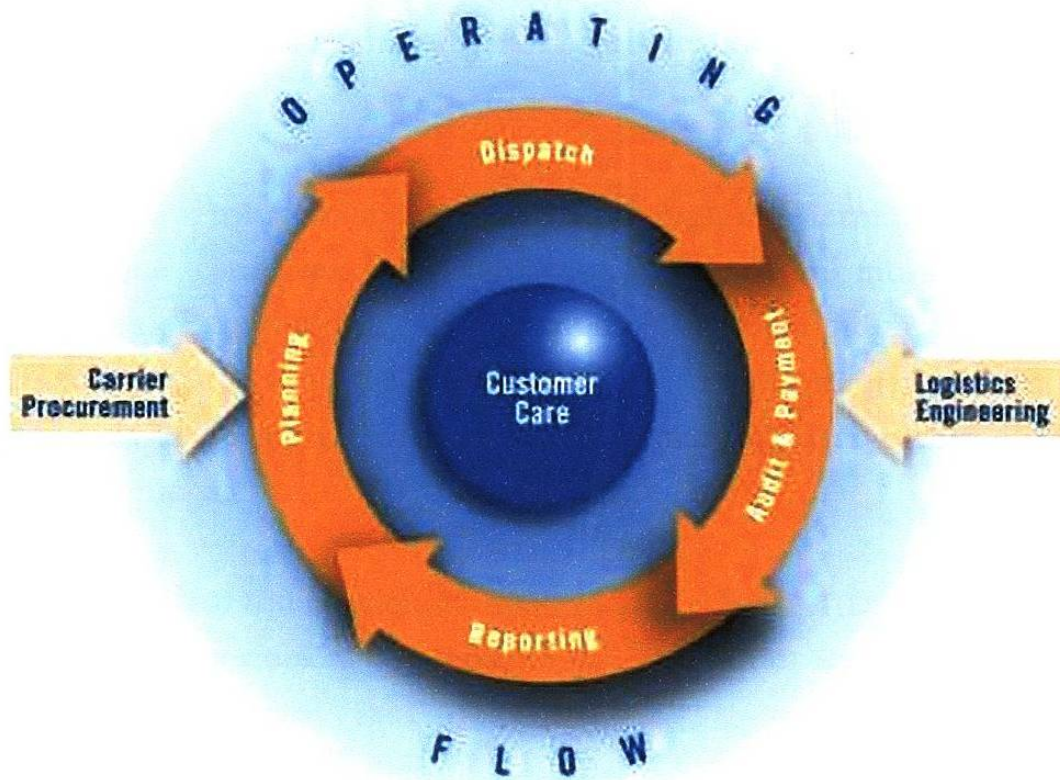 OPERATING
Dispatch
Carrier
Procurement
Planning
Customer
Care
Audit & Payment
Logistics
Engineering
Reporting
FLOW